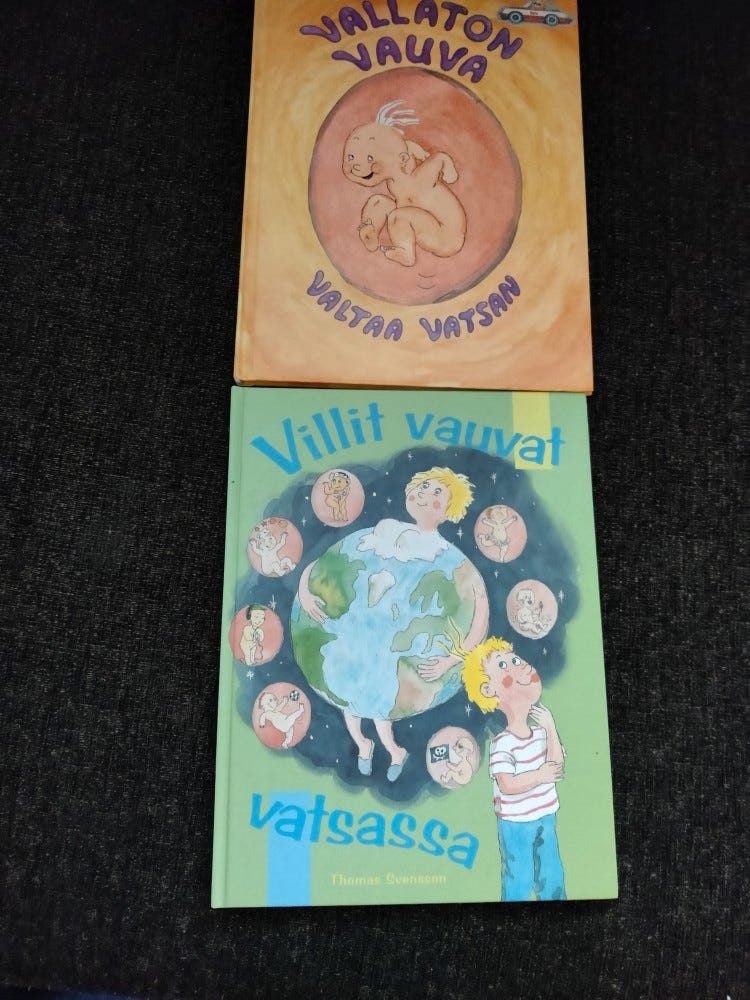 VALLATON
VAUVA
VALTAA VATSAN
Villit vauvat
vatsassa
Thomas Svensson